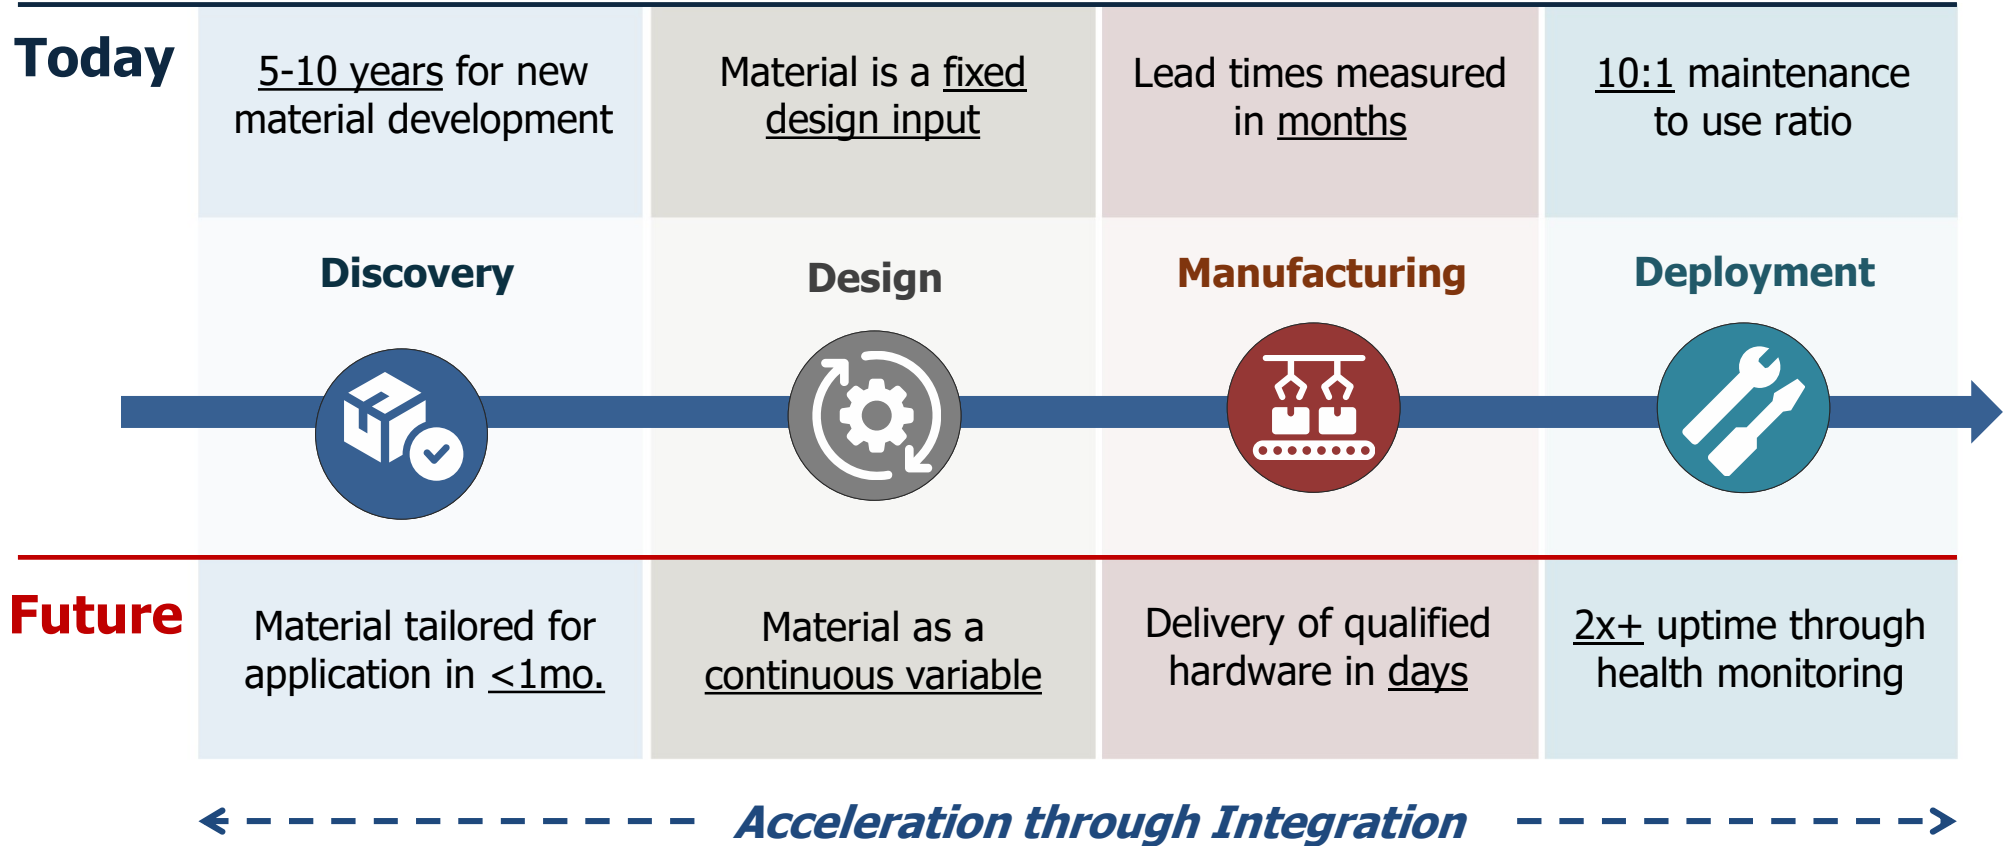 Today
5-10 years for new
material development
Material is a fixed
design input
Lead times measured
in months
10:1 maintenance
to use ratio
Discovery
Design
Manufacturing
Deployment
Future
Material tailored for
application in <1mo.
Material as a
continuous variable
Delivery of qualified
hardware in days
2x+ uptime through
health monitoring
Acceleration through Integration